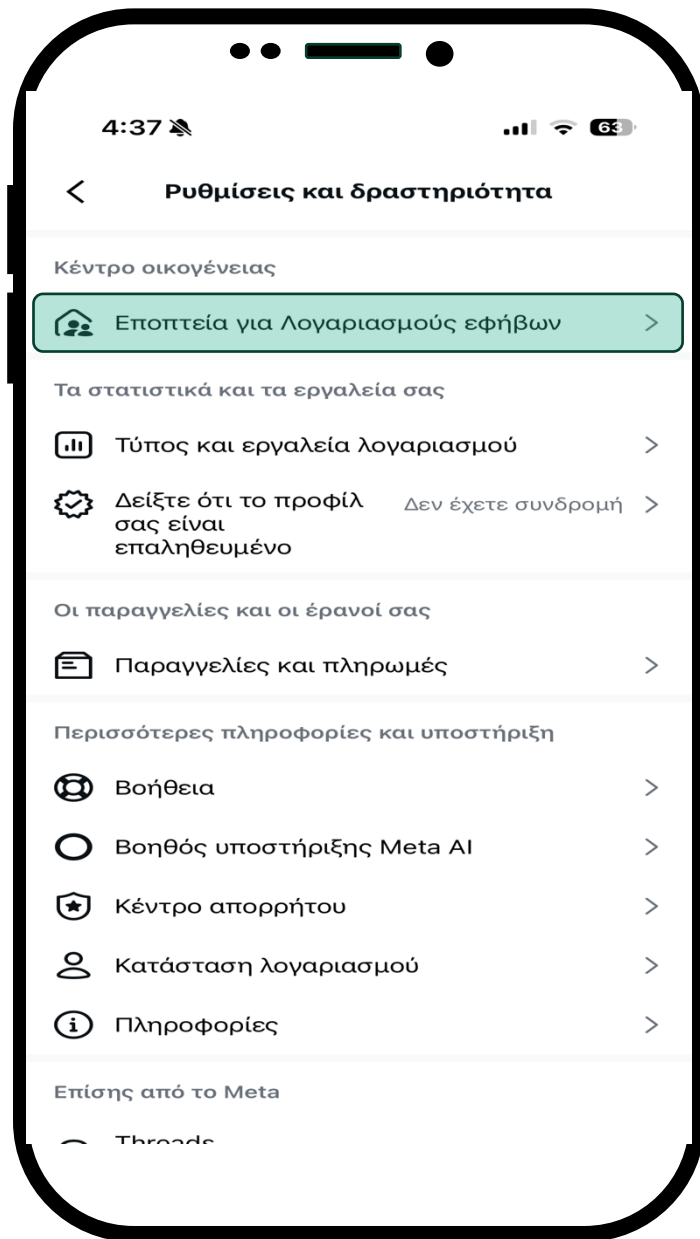 4:37
63
Ρυθμίσεις και δραστηριότητα
Κέντρο οικογένειας
Εποπτεία για Λογαριασμούς εφήβων
Τα στατιστικά και τα εργαλεία σας
Τύπος και εργαλεία λογαριασμού
Δείξτε ότι το προφίλ
σας είναι
επαληθευμένο
Δεν έχετε συνδρομή
Οι παραγγελίες και οι έρανοί σας
Παραγγελίες και πληρωμές
Περισσότερες πληροφορίες και υποστήριξη
Βοήθεια
Βοηθός υποστήριξης Meta AI
Κέντρο απορρήτου
Κατάσταση λογαριασμού
Πληροφορίες
Επίσης από το Meta
Threads